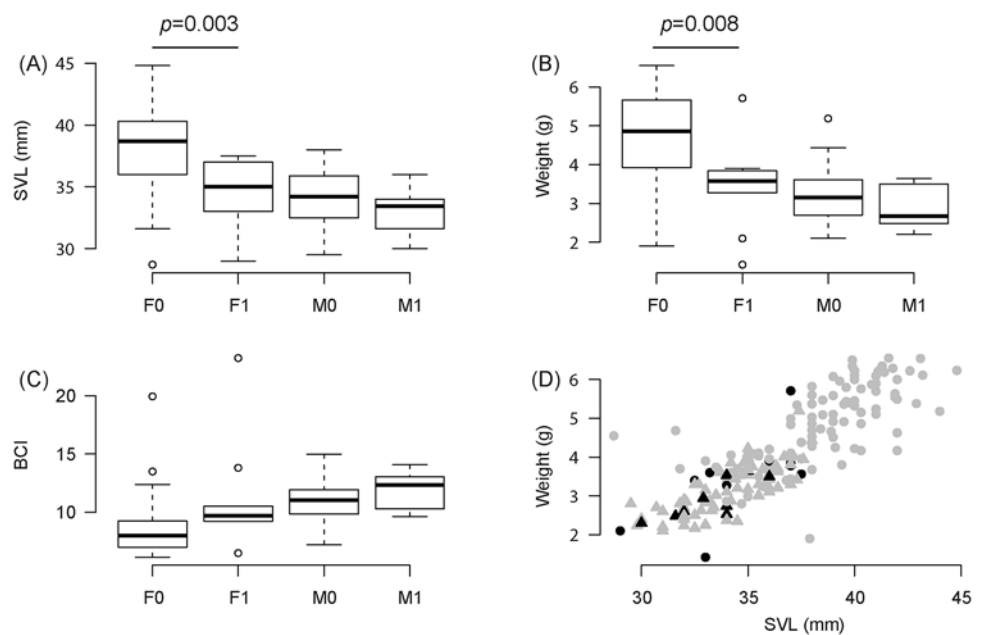 p=0.003
(A)
SVL (mm)
45
40
35
30
F0 F1 M0 M1
p=0.008
(B)
Weight (g)
6
5
4
3
2
F0 F1 M0 M1
(C)
BCI
20
15
10
F0 F1 M0 M1
(D)
Weight (g)
6
5
4
3
2
30 35 40 45
SVL (mm)